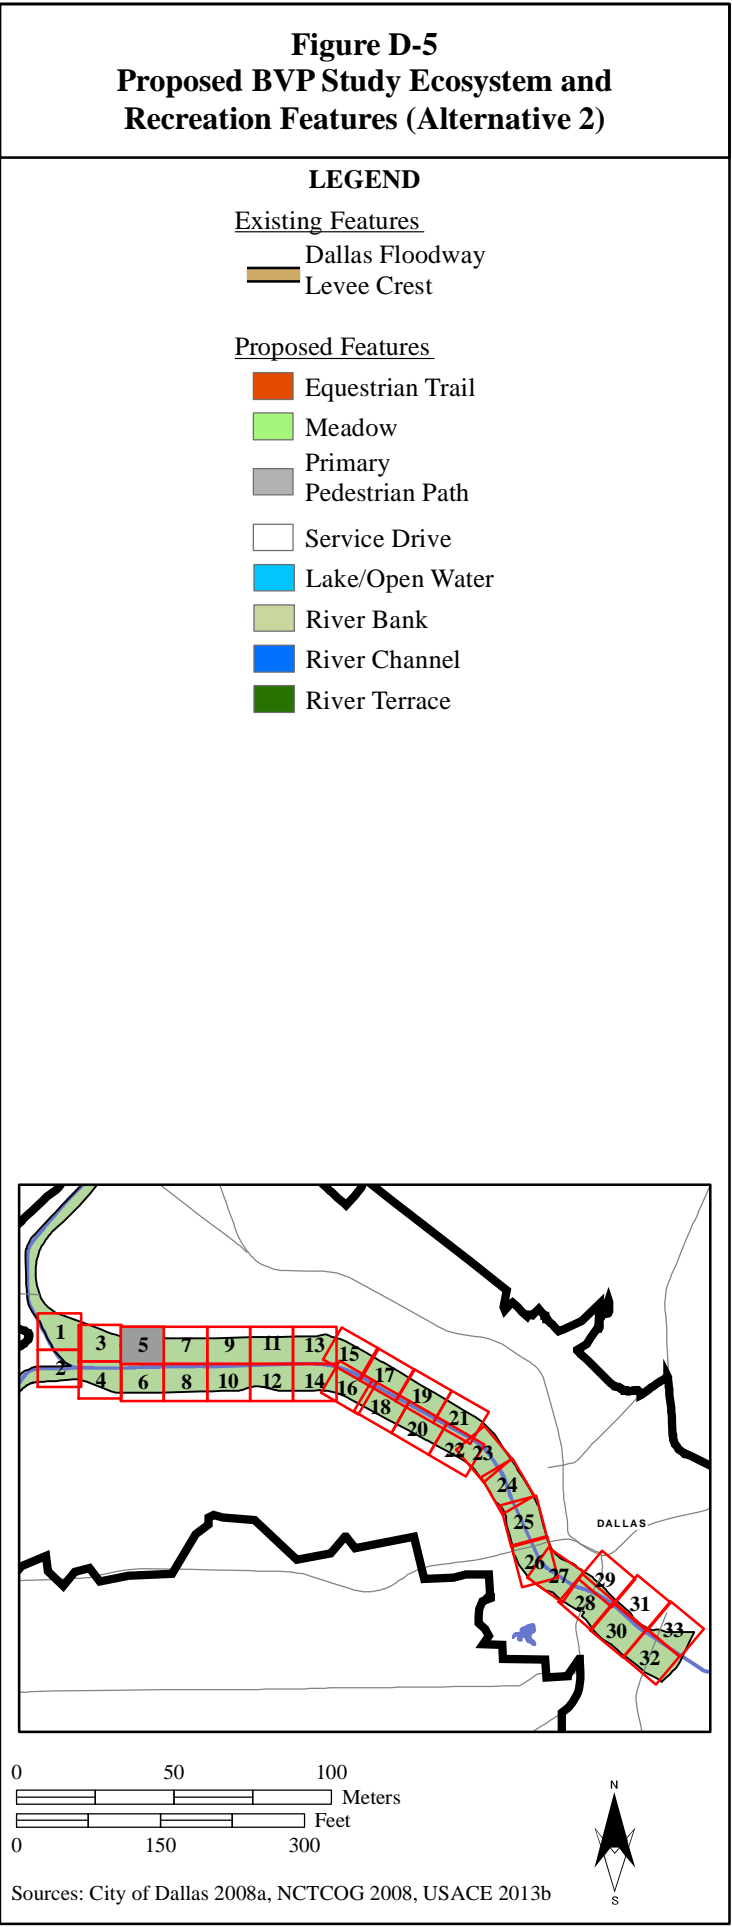 Figure D-5
Proposed BVP Study Ecosystem and
Recreation Features (Alternative 2)
LEGEND
Existing Features
Dallas Floodway
Levee Crest
Proposed Features
Equestrian Trail
Meadow
Primary
Pedestrian Path
Service Drive
Lake/Open Water
River Bank
River Channel
River Terrace
1
3
5
7
9
11
13
15
2
4
6
8
10
12
14
16
17
18
19
20
21
22
23
24
25
DALLAS
26
27
28
29
30
31
32
33
0 50 100
Meters
Feet
0 150 300
N
S
Sources: City of Dallas 2008a, NCTCOG 2008, USACE 2013b